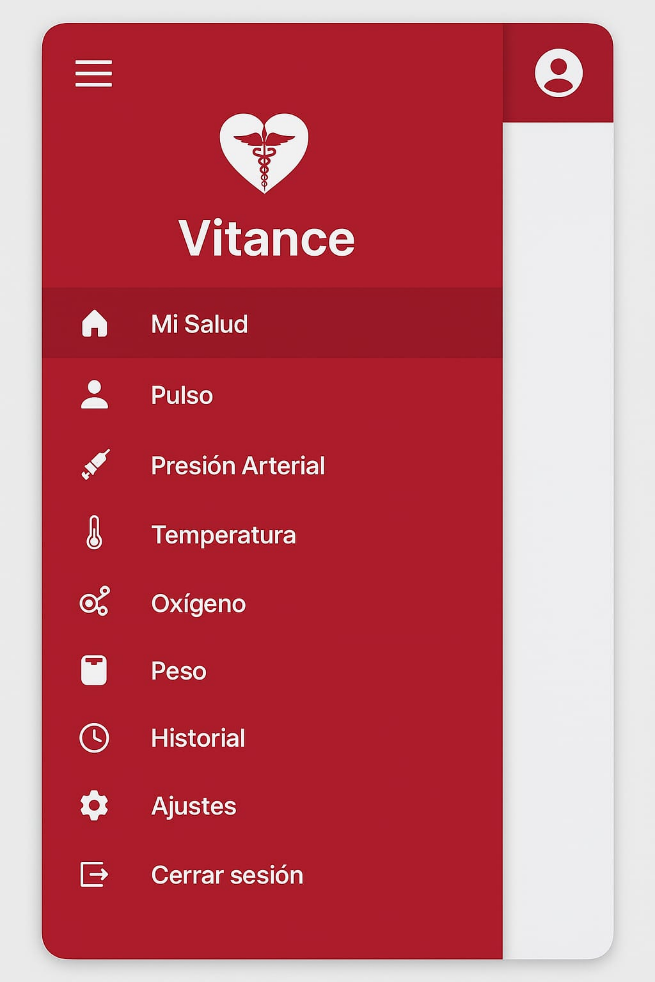 Vitance
Mi Salud
Pulso
Presión Arterial
Temperatura
Oxígeno
Peso
Historial
Ajustes
Cerrar sesión